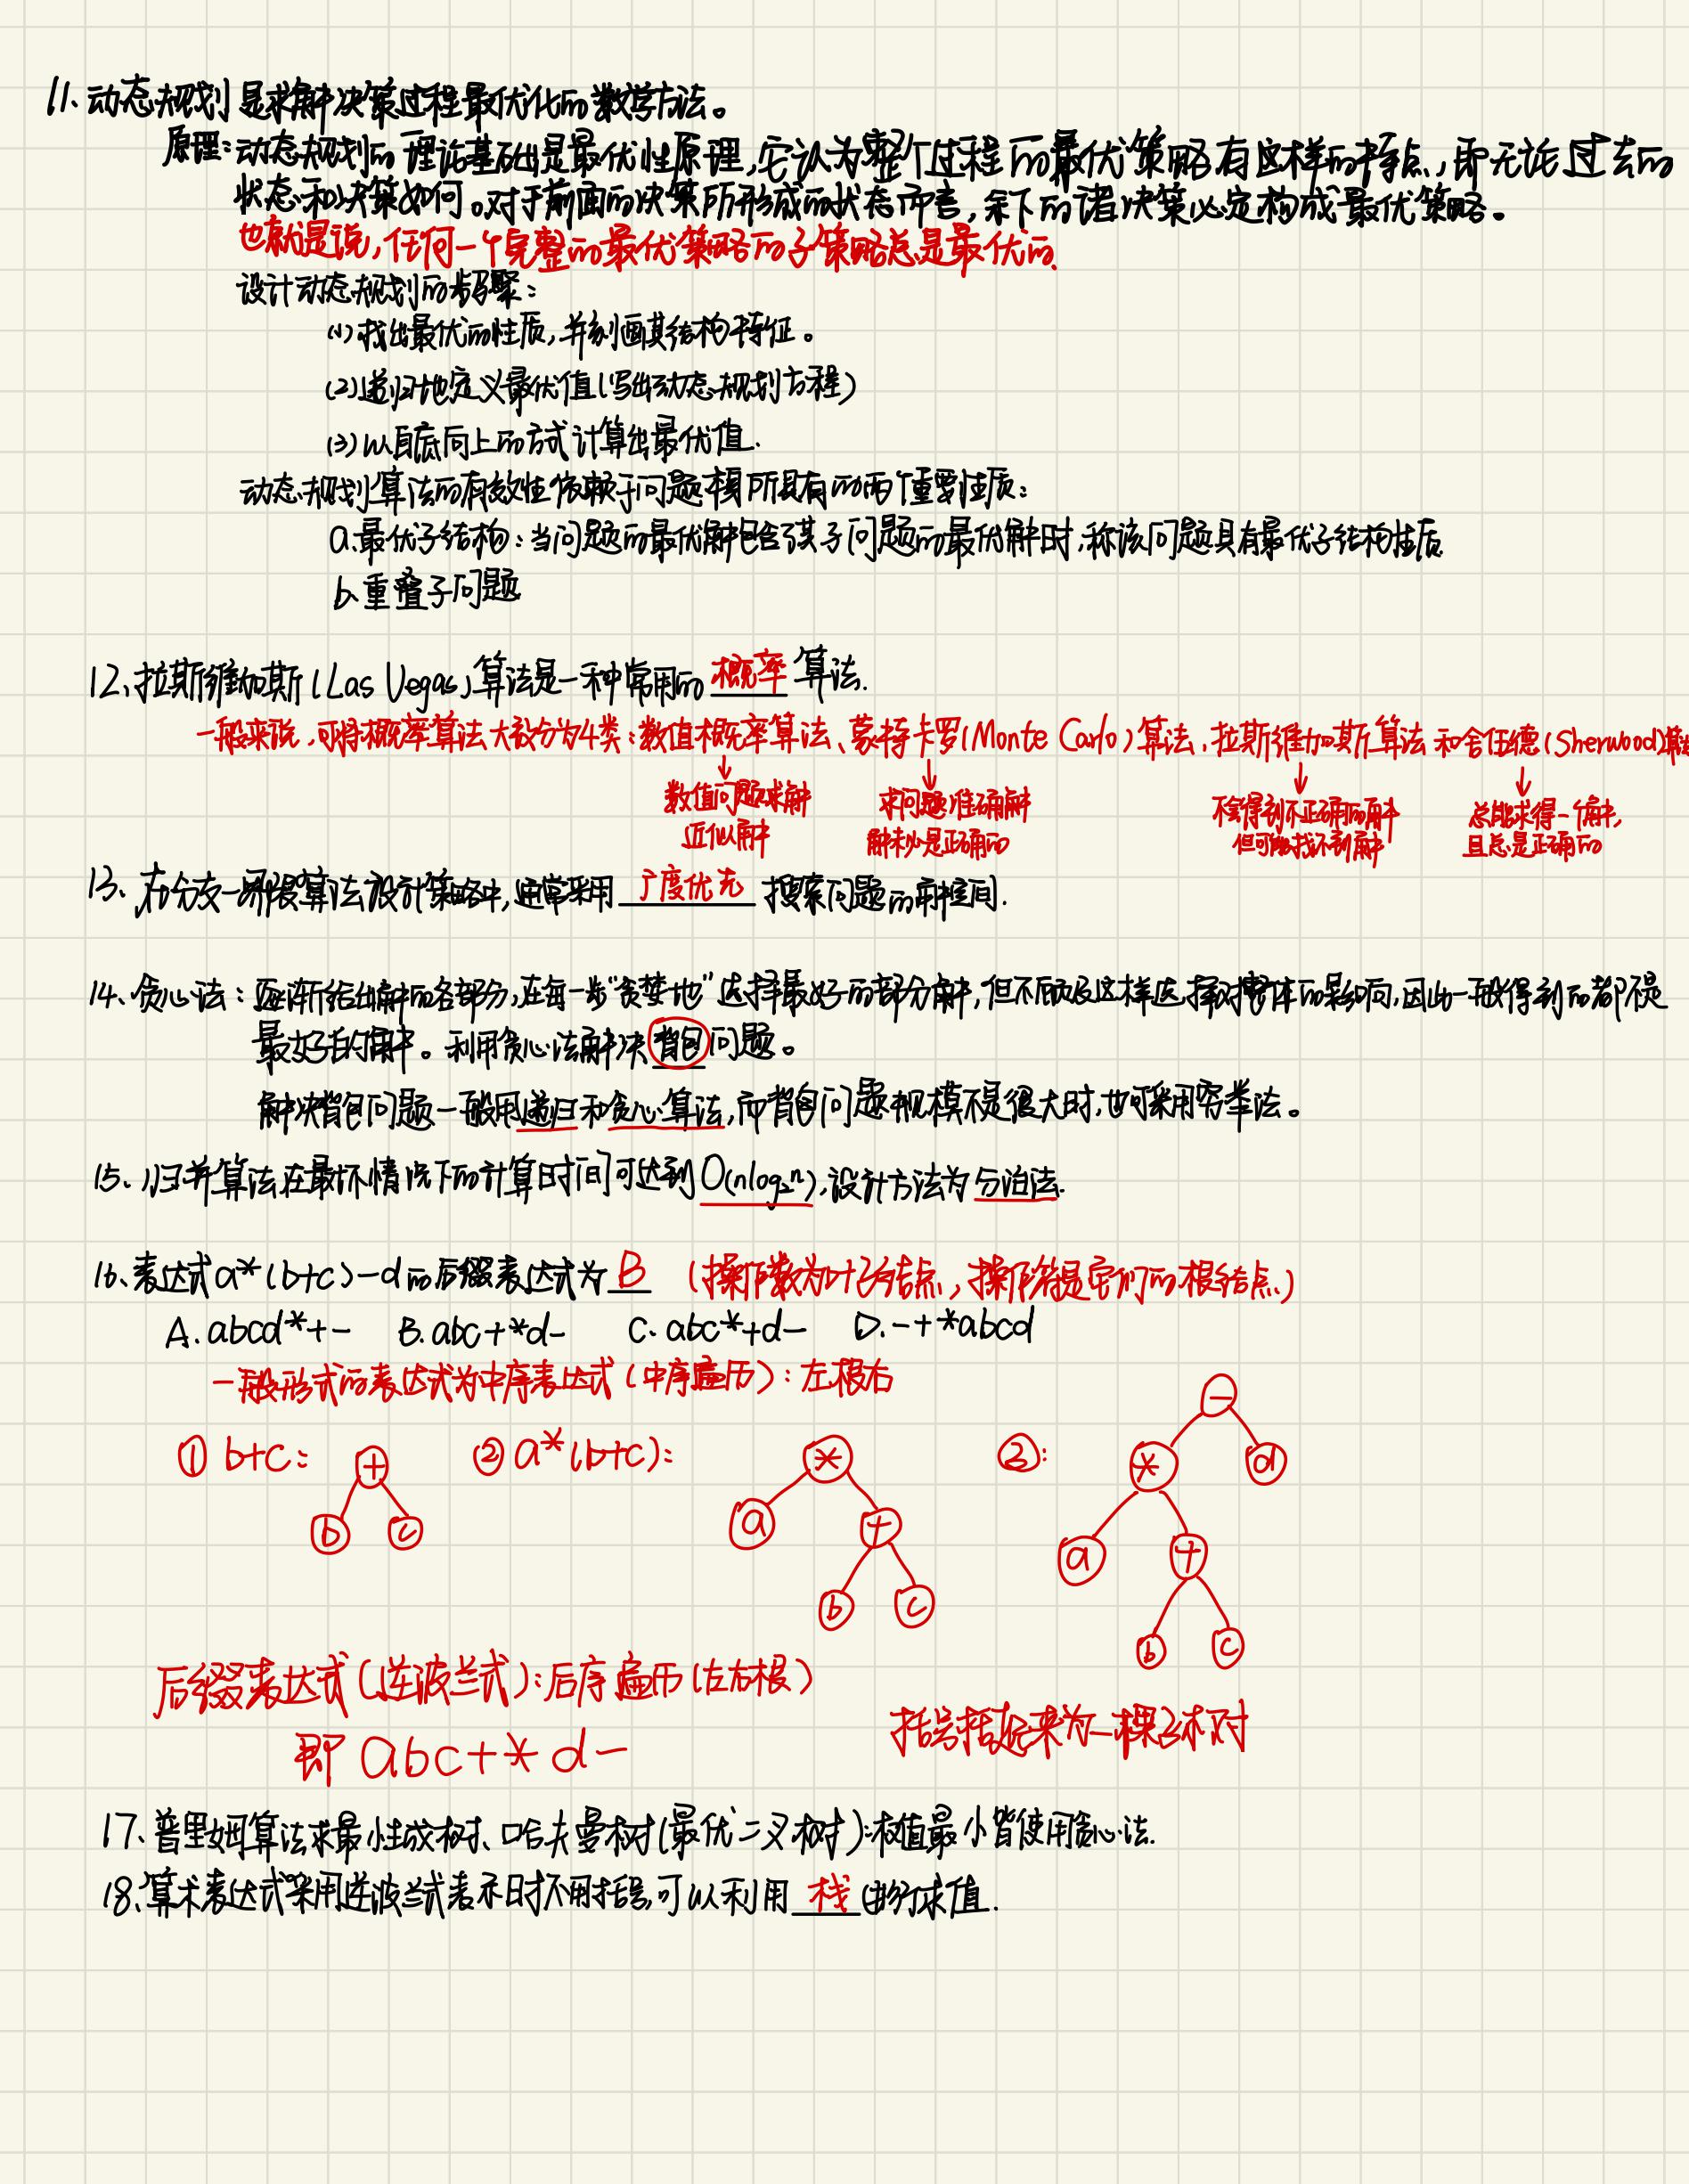 11、动态规划是求解决策过程最优化的数学方法。
原理:动态规划的理论基础是最优性原理,它认为整个过程的最优策略有这样的特点,即无论过去的
状态和决策如何。对于前面的决策所形成的状态而言,余下的诸决策必定构成最优策略。
也就是说,任何一个完整的最优策略的子策略总是最优的.
设计动态规划的步骤:
(1)找出最优的性质,并刻画其结构特征。
(2)递归地定义最优值(写出动态规划方程)
(3)以自底向上的方式计算出最优值.
动态规划算法的有效性依赖于问题本身所具有的两个重要性质:
a.最优子结构:当问题的最优解包含了其子问题的最优解时,称该问题具有最优子结构性质
b、重叠子问题
12、拉斯维加斯(Las Vegas)算法是一种常用的 概率 算法.
一般来说,可将概率算法大致分为4类:数值概率算法、蒙特卡罗(Monte Carlo)算法,拉斯维加斯算法和舍伍德(Sherwood)算法
↓ ↓ ↓ ↓
数值问题求解 求问题准确解 不会得到不正确的解 总能求得一个解,
近似解 解未必是正确的 但可能找不到解 且总是正确的
13、在分支-界限算法设计策略中,通常采用 广度优先 搜索问题的解空间.
14、贪心法:逐渐给出解的各部分,在每一步"贪婪地"选择最好的部分解,但不顾及这样选择对整体的影响,因此一般得到的都不是
最好的解。利用贪心法解决背包问题。
解决背包问题一般用递归和贪心算法,而背包问题规模不是很大时,也可采用穷举法。
15、归并算法在最坏情况下的计算时间可达到O(nlog₂ⁿ),设计方法为分治法.
16、表达式a*(b+c)-d的后缀表达式为 B (操作数为叶子结点,操作符是它们的根结点)
A.abcd*+- B.abc+*d- C.abc*+d- D.-+*abcd
一般形式的表达式为中序表达式(中序遍历):左根右
① b+c: ② a*(b+c): ③:
+ * - * d
b c a + a +
b c b c
后缀表达式(逆波兰式):后序遍历(左右根)
即 abc+*d-
括号括起来为一棵子树
17、普里姆算法求最小生成树、哈夫曼树(最优二叉树):权值最小皆使用贪心法.
18、算术表达式采用逆波兰式表示时不用括号,可以利用 栈 进行求值.